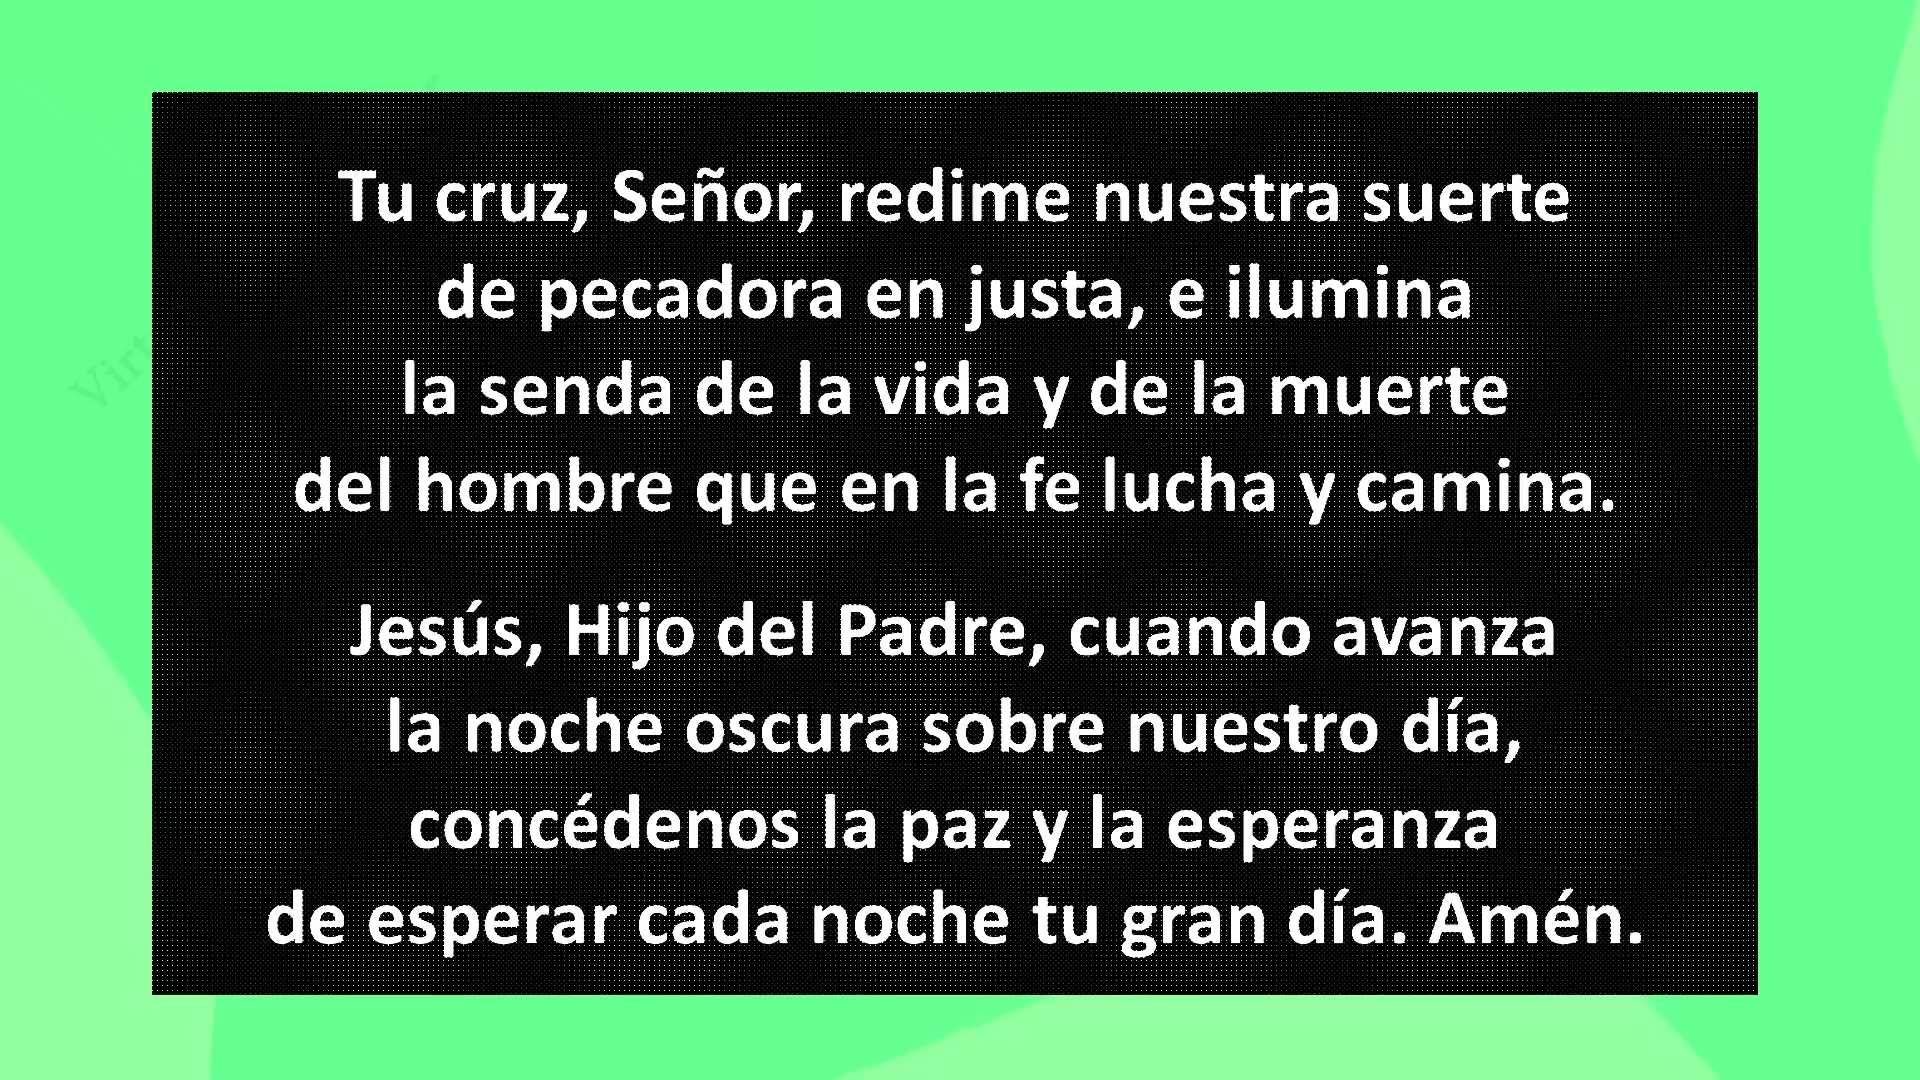 Tu cruz, Señor, redime nuestra suerte
de pecadora en justa, e ilumina
la senda de la vida y de la muerte
del hombre que en la fe lucha y camina.
Jesús, Hijo del Padre, cuando avanza
la noche oscura sobre nuestro día,
concédenos la paz y la esperanza
de esperar cada noche tu gran día. Amén.